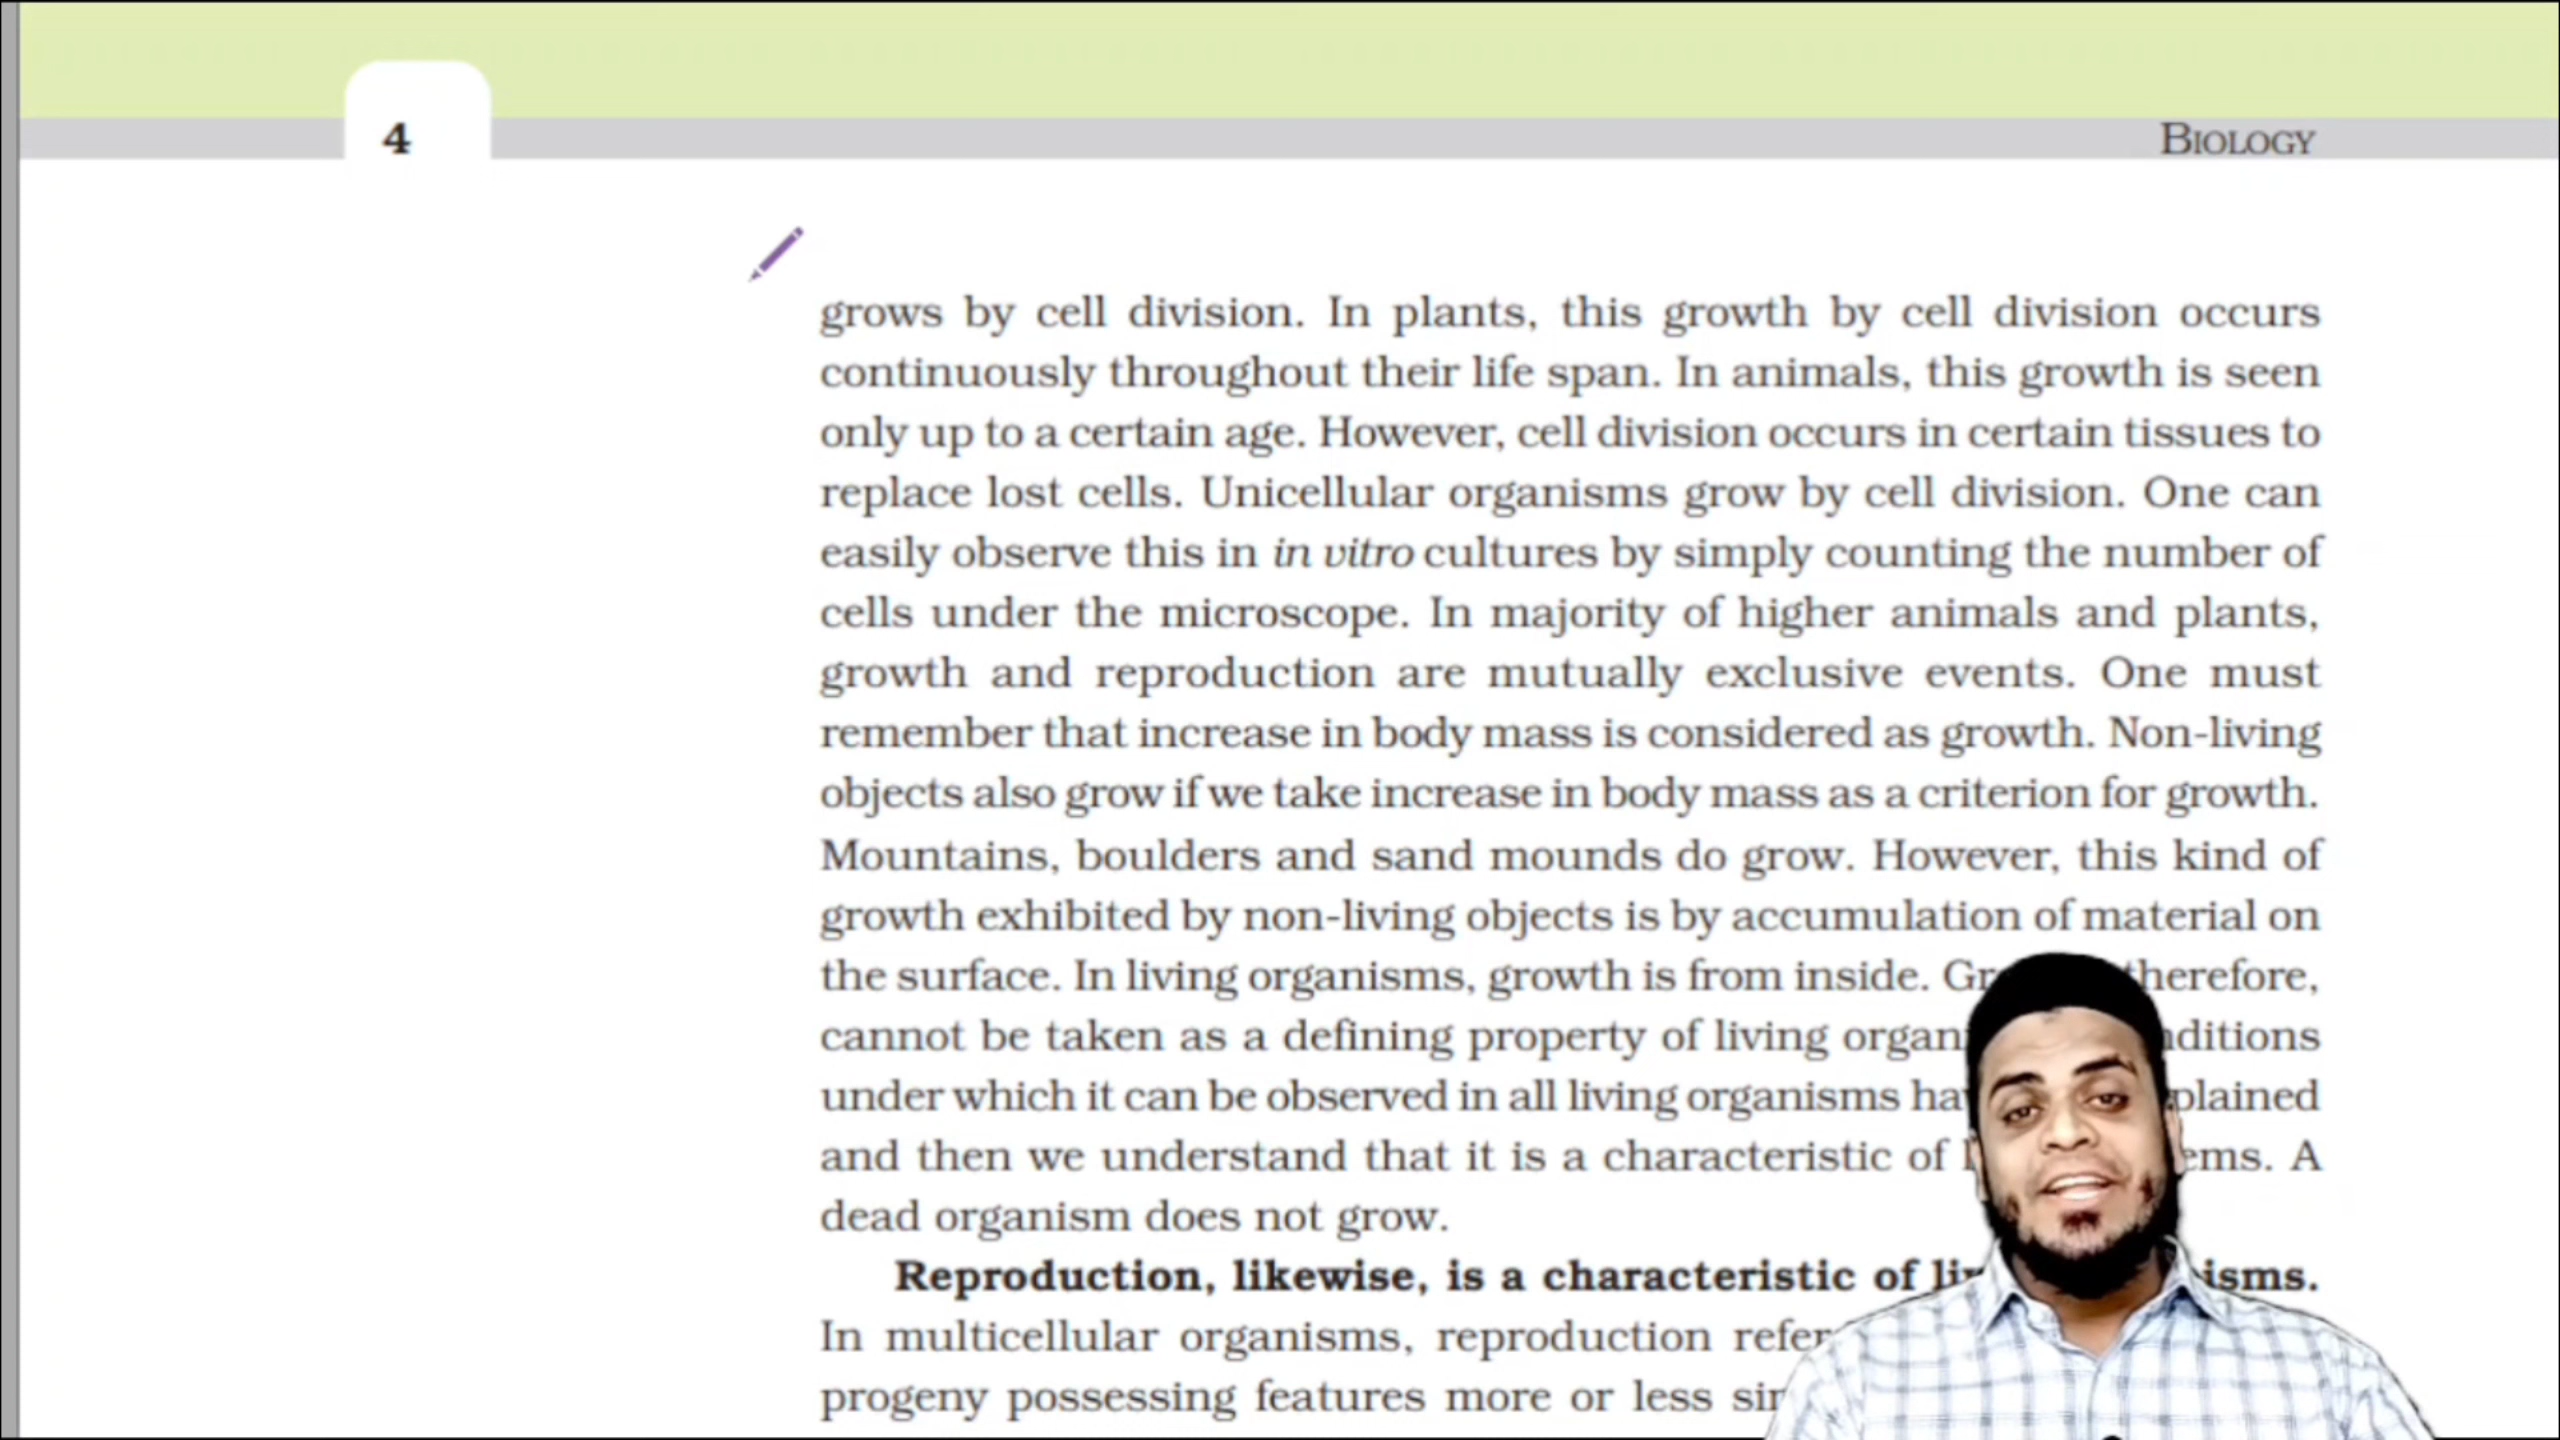 4
BIOLOGY
grows by cell division. In plants, this growth by cell division occurs
continuously throughout their life span. In animals, this growth is seen
only up to a certain age. However, cell division occurs in certain tissues to
replace lost cells. Unicellular organisms grow by cell division. One can
easily observe this in in vitro cultures by simply counting the number of
cells under the microscope. In majority of higher animals and plants,
growth and reproduction are mutually exclusive events. One must
remember that increase in body mass is considered as growth. Non-living
objects also grow if we take increase in body mass as a criterion for growth.
Mountains, boulders and sand mounds do grow. However, this kind of
growth exhibited by non-living objects is by accumulation of material on
the surface. In living organisms, growth is from inside. therefore,
cannot be taken as a defining property of living
under which it can be observed in all living organisms
and then we understand that it is a characteristic of A
dead organism does not grow.
Reproduction, likewise, is a characteristic of
In multicellular organisms, reproduction
progeny possessing features more or less